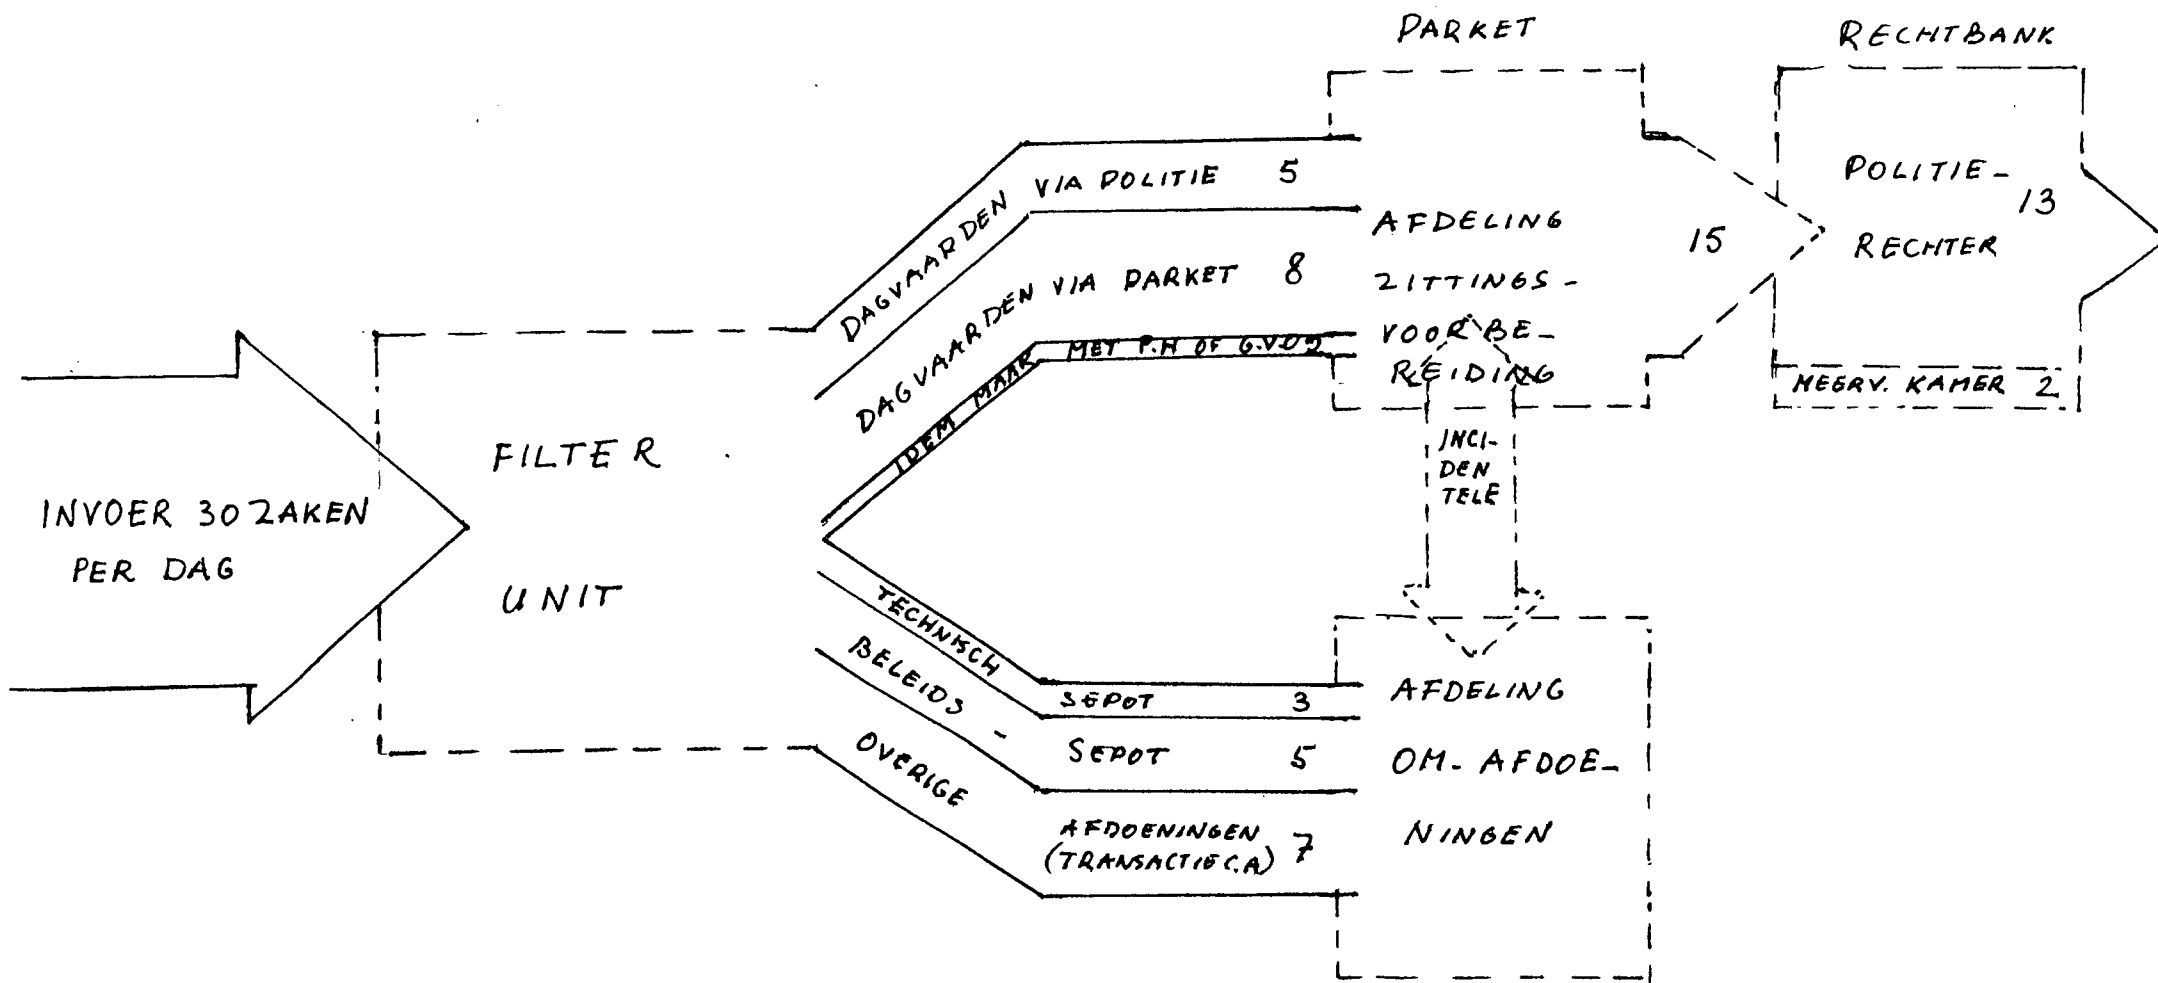 PARKET
RECHTBANK
INVOER 30 ZAKEN
PER DAG
FILTER
UNIT
DAGVAARDEN VIA POLITIE 5
DAGVAARDEN VIA PARKET 8
IDEM MAAR MET P.H OF G.V.O 2
TECHNISCH
SEPOT 3
BELEIDS -
SEPOT 5
OVERIGE
AFDOENINGEN
(TRANSACTIE C.A) 7
AFDELING
ZITTINGS -
VOORBE-
REIDING
15
INCI-
DEN
TELE
AFDELING
OM- AFDOE-
NINGEN
POLITIE-
RECHTER
13
MEERV. KAMER 2